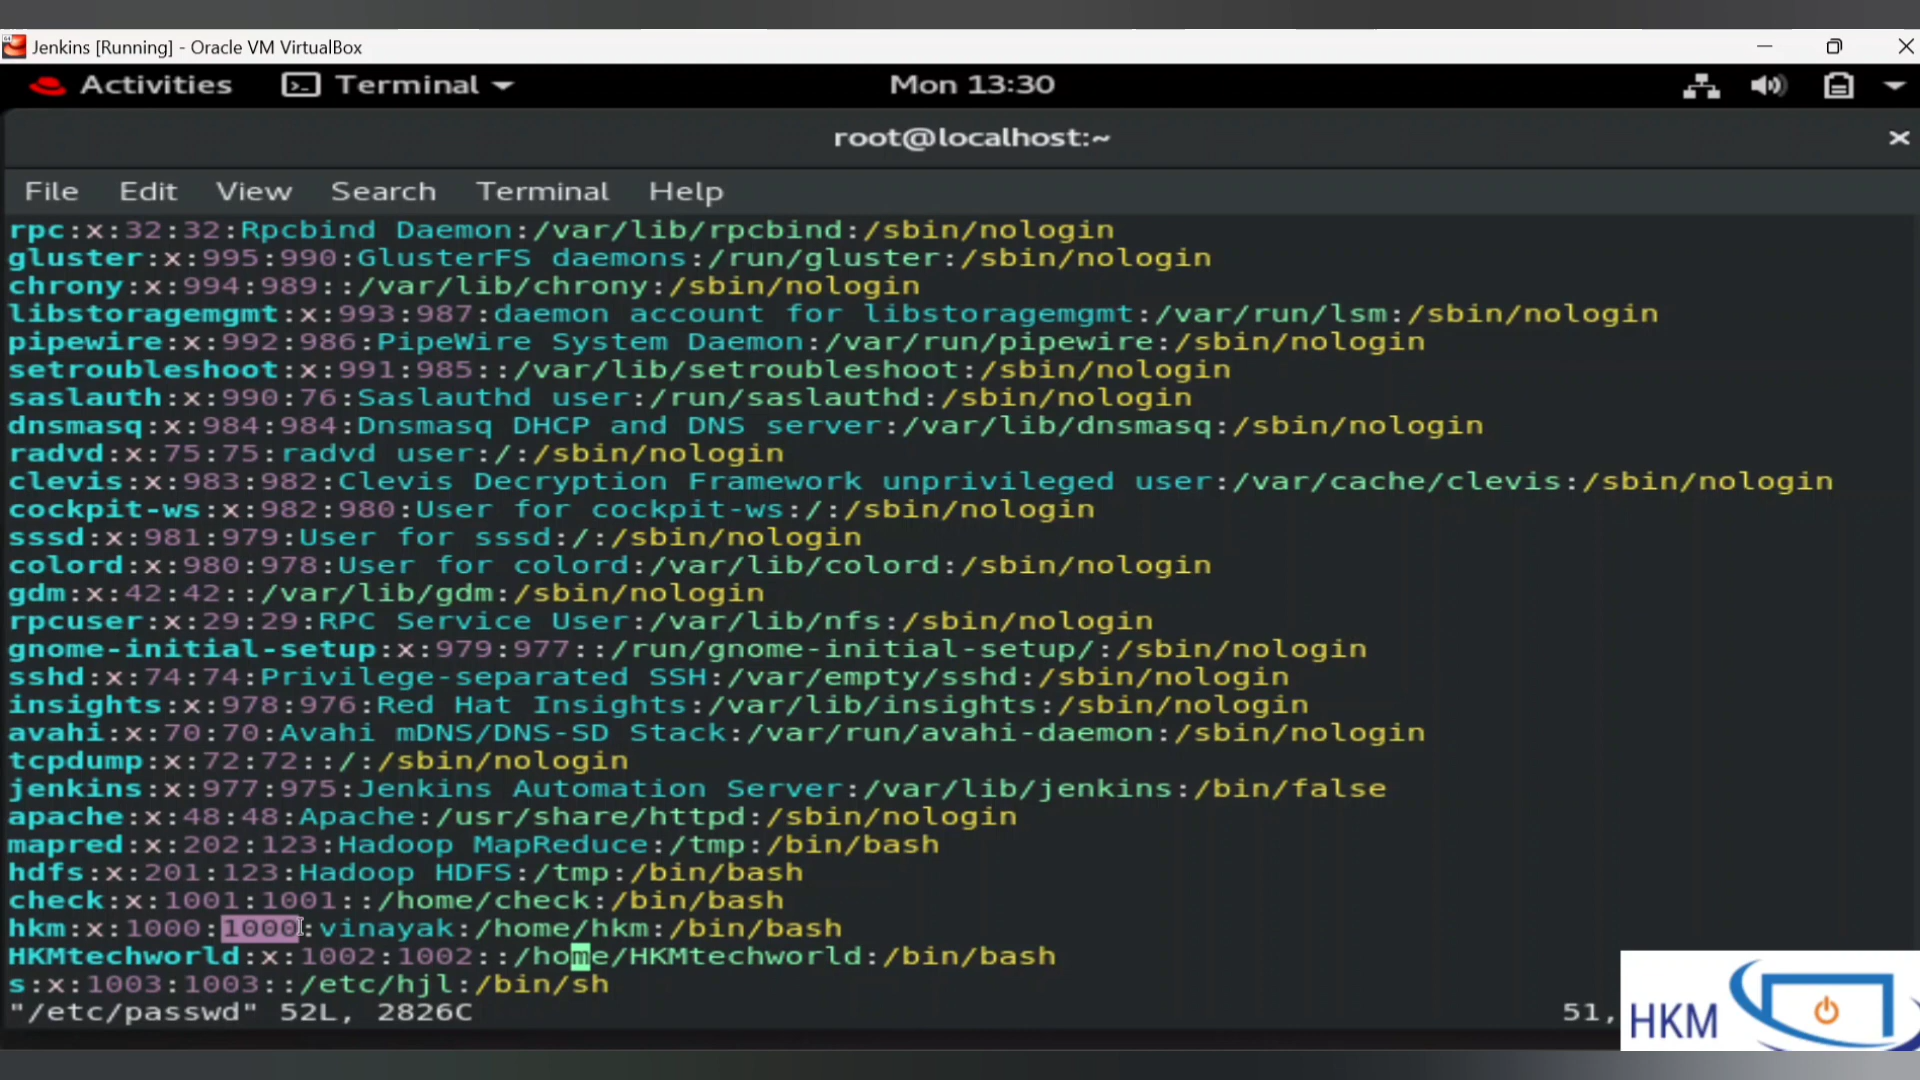 Jenkins [Running] - Oracle VM VirtualBox
Activities Terminal Mon 13:30
root@localhost:~
File Edit View Search Terminal Help
rpc:x:32:32:Rpcbind Daemon:/var/lib/rpcbind:/sbin/nologin
gluster:x:995:990:GlusterFS daemons:/run/gluster:/sbin/nologin
chrony:x:994:989::/var/lib/chrony:/sbin/nologin
libstoragemgmt:x:993:987:daemon account for libstoragemgmt:/var/run/lsm:/sbin/nologin
pipewire:x:992:986:PipeWire System Daemon:/var/run/pipewire:/sbin/nologin
setroubleshoot:x:991:985::/var/lib/setroubleshoot:/sbin/nologin
saslauth:x:990:76:Saslauthd user:/run/saslauthd:/sbin/nologin
dnsmasq:x:984:984:Dnsmasq DHCP and DNS server:/var/lib/dnsmasq:/sbin/nologin
radvd:x:75:75:radvd user:/:/sbin/nologin
clevis:x:983:982:Clevis Decryption Framework unprivileged user:/var/cache/clevis:/sbin/nologin
cockpit-ws:x:982:980:User for cockpit-ws:/:/sbin/nologin
sssd:x:981:979:User for sssd:/:/sbin/nologin
colord:x:980:978:User for colord:/var/lib/colord:/sbin/nologin
gdm:x:42:42::/var/lib/gdm:/sbin/nologin
rpcuser:x:29:29:RPC Service User:/var/lib/nfs:/sbin/nologin
gnome-initial-setup:x:979:977::/run/gnome-initial-setup/:/sbin/nologin
sshd:x:74:74:Privilege-separated SSH:/var/empty/sshd:/sbin/nologin
insights:x:978:976:Red Hat Insights:/var/lib/insights:/sbin/nologin
avahi:x:70:70:Avahi mDNS/DNS-SD Stack:/var/run/avahi-daemon:/sbin/nologin
tcpdump:x:72:72::/:/sbin/nologin
jenkins:x:977:975:Jenkins Automation Server:/var/lib/jenkins:/bin/false
apache:x:48:48:Apache:/usr/share/httpd:/sbin/nologin
mapred:x:202:123:Hadoop MapReduce:/tmp:/bin/bash
hdfs:x:201:123:Hadoop HDFS:/tmp:/bin/bash
check:x:1001:1001::/home/check:/bin/bash
hkm:x:1000:1000:vinayak:/home/hkm:/bin/bash
HKMtechworld:x:1002:1002::/home/HKMtechworld:/bin/bash
s:x:1003:1003::/etc/hjl:/bin/sh
"/etc/passwd" 52L, 2826C 51,
HKM